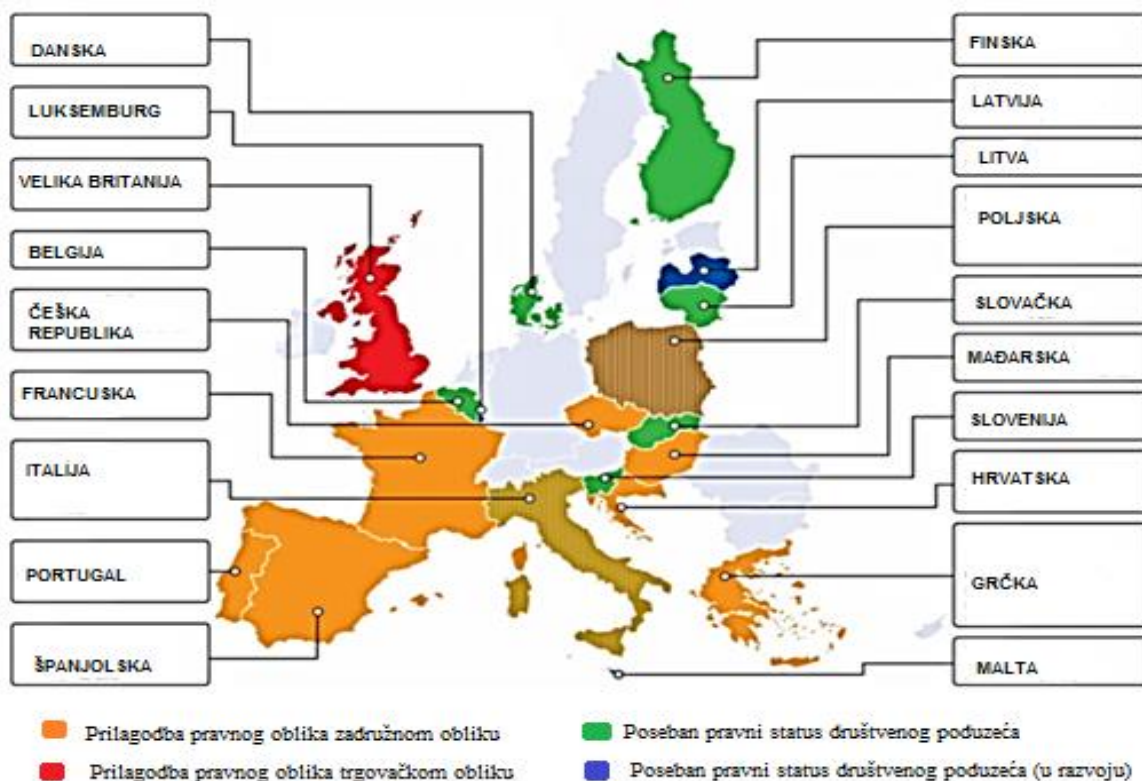 DANSKA
LUKSEMBURG
VELIKA BRITANIJA
BELGIJA
ČEŠKA
REPUBLIKA
FRANCUSKA
ITALIJA
PORTUGAL
ŠPANJOLSKA
FINSKA
LATVIJA
LITVA
POLJSKA
SLOVAČKA
MAĐARSKA
SLOVENIJA
HRVATSKA
GRČKA
MALTA
Prilagodba pravnog oblika zadružnom obliku
Prilagodba pravnog oblika trgovačkom obliku
Poseban pravni status društvenog poduzeća
Poseban pravni status društvenog poduzeća (u razvoju)